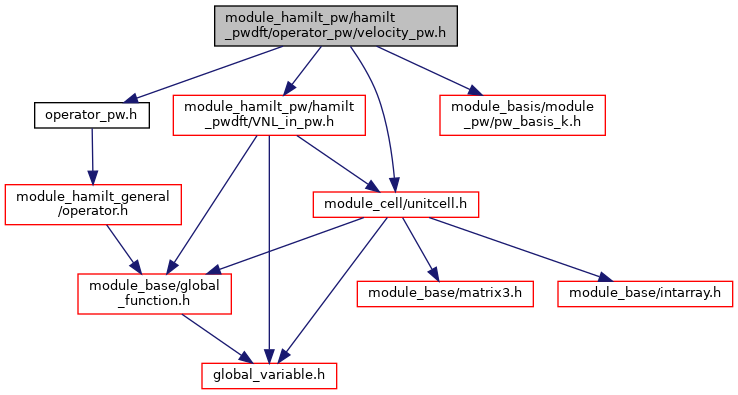 module_hamilt_pw/hamilt
_pwdft/operator_pw/velocity_pw.h
operator_pw.h
module_hamilt_pw/hamilt
_pwdft/VNL_in_pw.h
module_basis/module
_pw/pw_basis_k.h
module_hamilt_general
/operator.h
module_cell/unitcell.h
module_base/global
_function.h
module_base/matrix3.h
module_base/intarray.h
global_variable.h